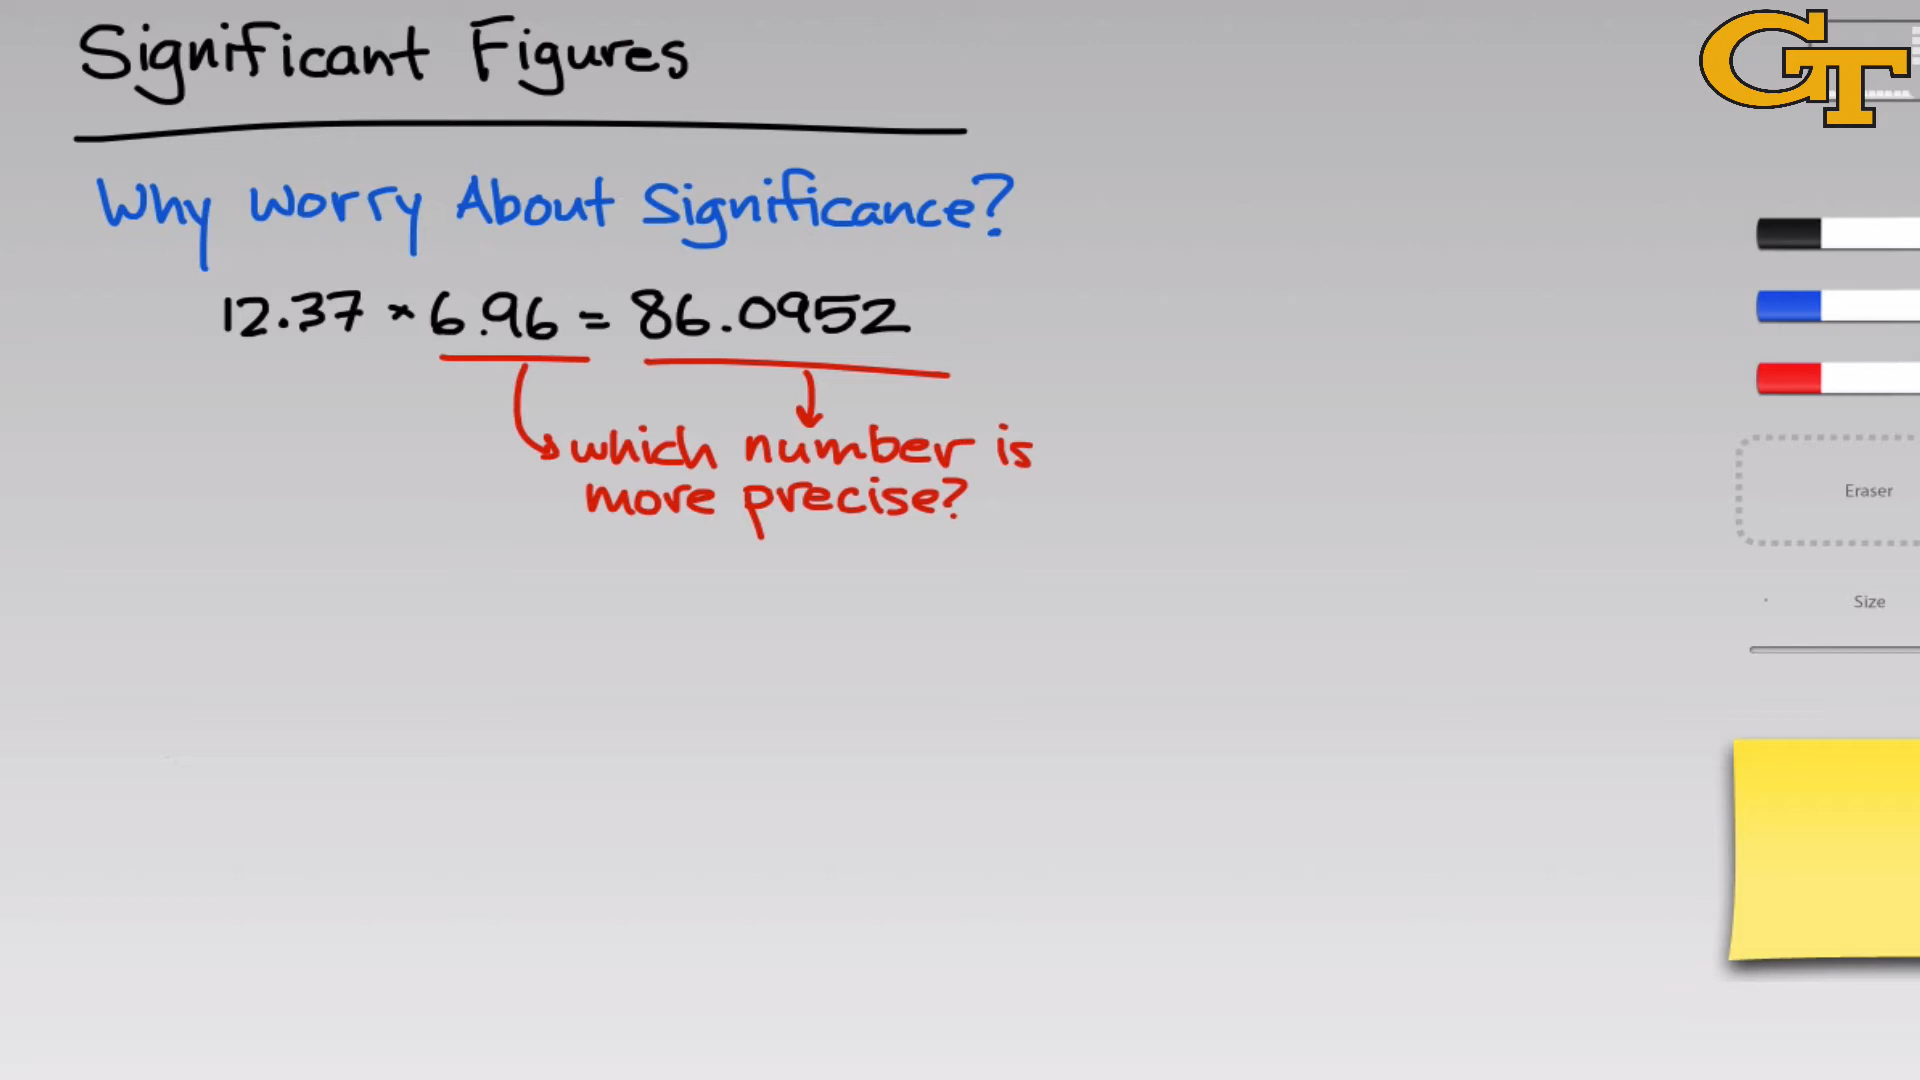 Significant Figures
GT
Why Worry About Significance?
12.37 × 6.96 = 86.0952
which number is
more precise?
Eraser
Size